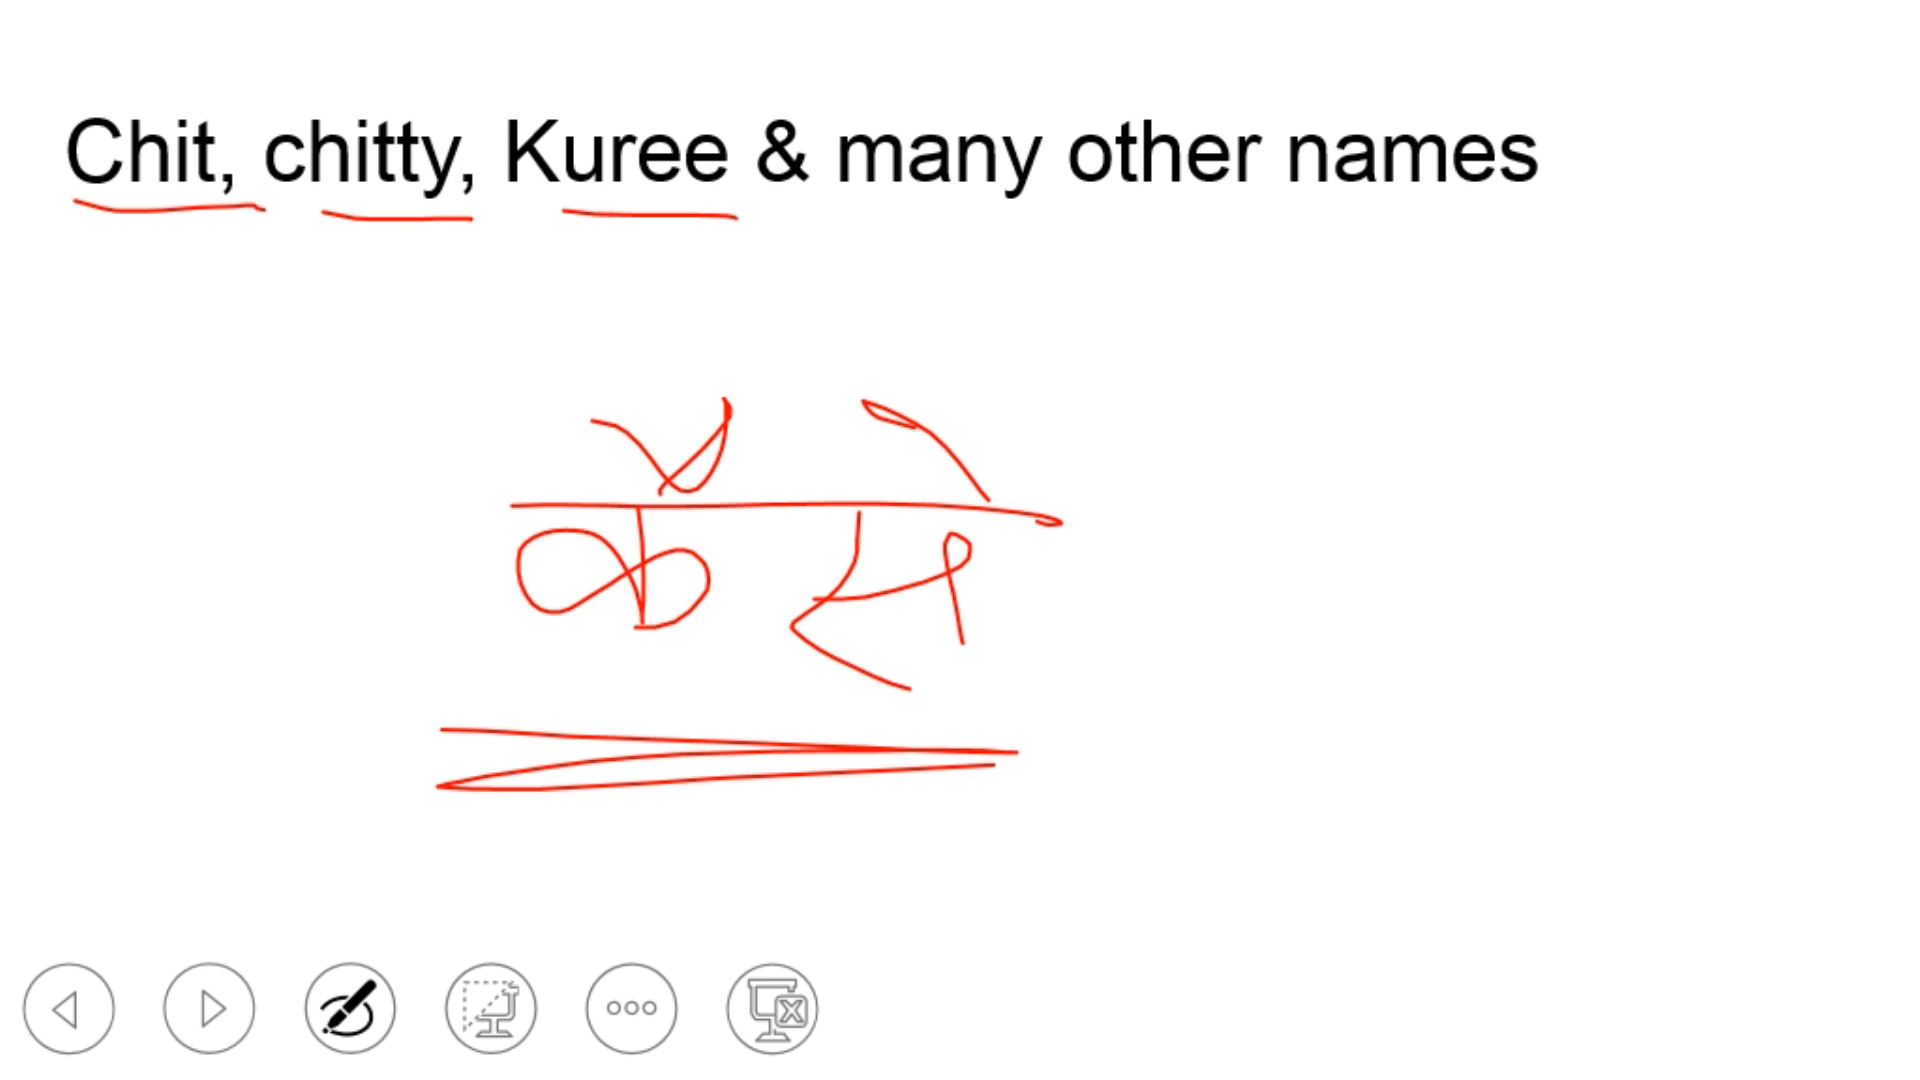 Chit, chitty, Kuree & many other names
कैसे